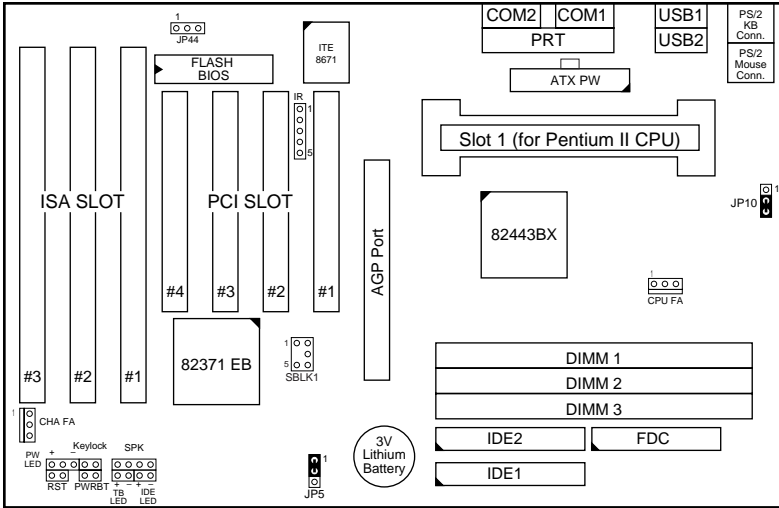 COM2 COM1 USB1 PS/2
KB
Conn.
PRT USB2 PS/2
Mouse
Conn.
1
JP44
ITE
8671
FLASH
BIOS
ATX PW
IR
1
5
Slot 1 (for Pentium II CPU)
ISA SLOT
PCI SLOT
AGP Port
82443BX
1
JP10
1
CPU FA
#4 #3 #2 #1
82371 EB
1
5
SBLK1
#3 #2 #1
DIMM 1
DIMM 2
DIMM 3
1
CHA FA
3V
Lithium
Battery
IDE2 FDC
IDE1
PW
LED
+ − Keylock SPK
RST PWRBT + − + −
TB
LED
IDE
LED
1
JP5